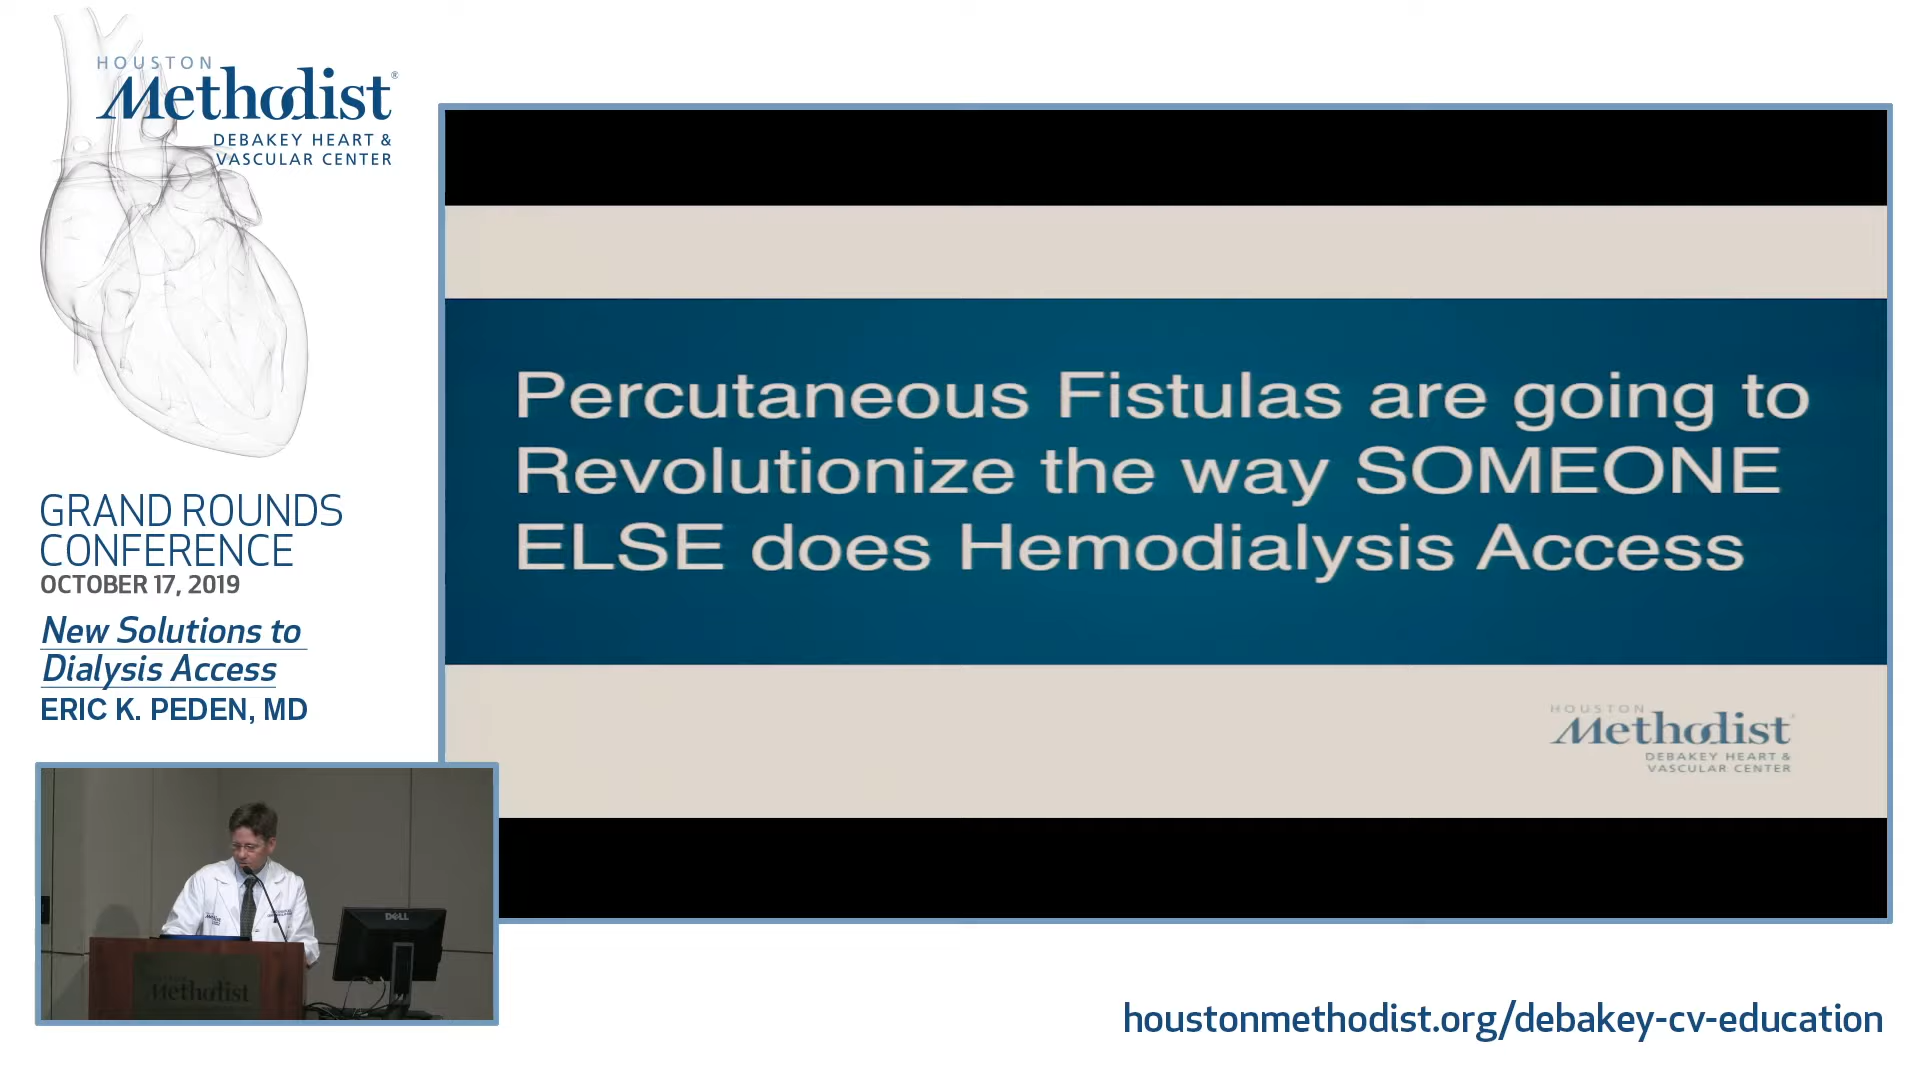 HOUSTON
Methodist®
DEBAKEY HEART &
VASCULAR CENTER
GRAND ROUNDS
CONFERENCE
OCTOBER 17, 2019
New Solutions to
Dialysis Access
ERIC K. PEDEN, MD
Percutaneous Fistulas are going to
Revolutionize the way SOMEONE
ELSE does Hemodialysis Access
HOUSTON
Methodist
DEBAKEY HEART &
VASCULAR CENTER
DELL
Methodist
houstonmethodist.org/debakey-cv-education